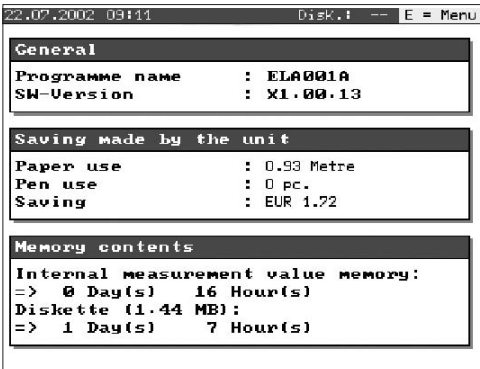 22.07.2002 09:11 Disk.: -- E = Menu
General
Programme name : ELA001A
SW-Version : X1.00.13
Saving made by the unit
Paper use : 0.93 Metre
Pen use : 0 pc.
Saving : EUR 1.72
Memory contents
Internal measurement value memory:
=> 0 Day(s) 16 Hour(s)
Diskette (1.44 MB):
=> 1 Day(s) 7 Hour(s)